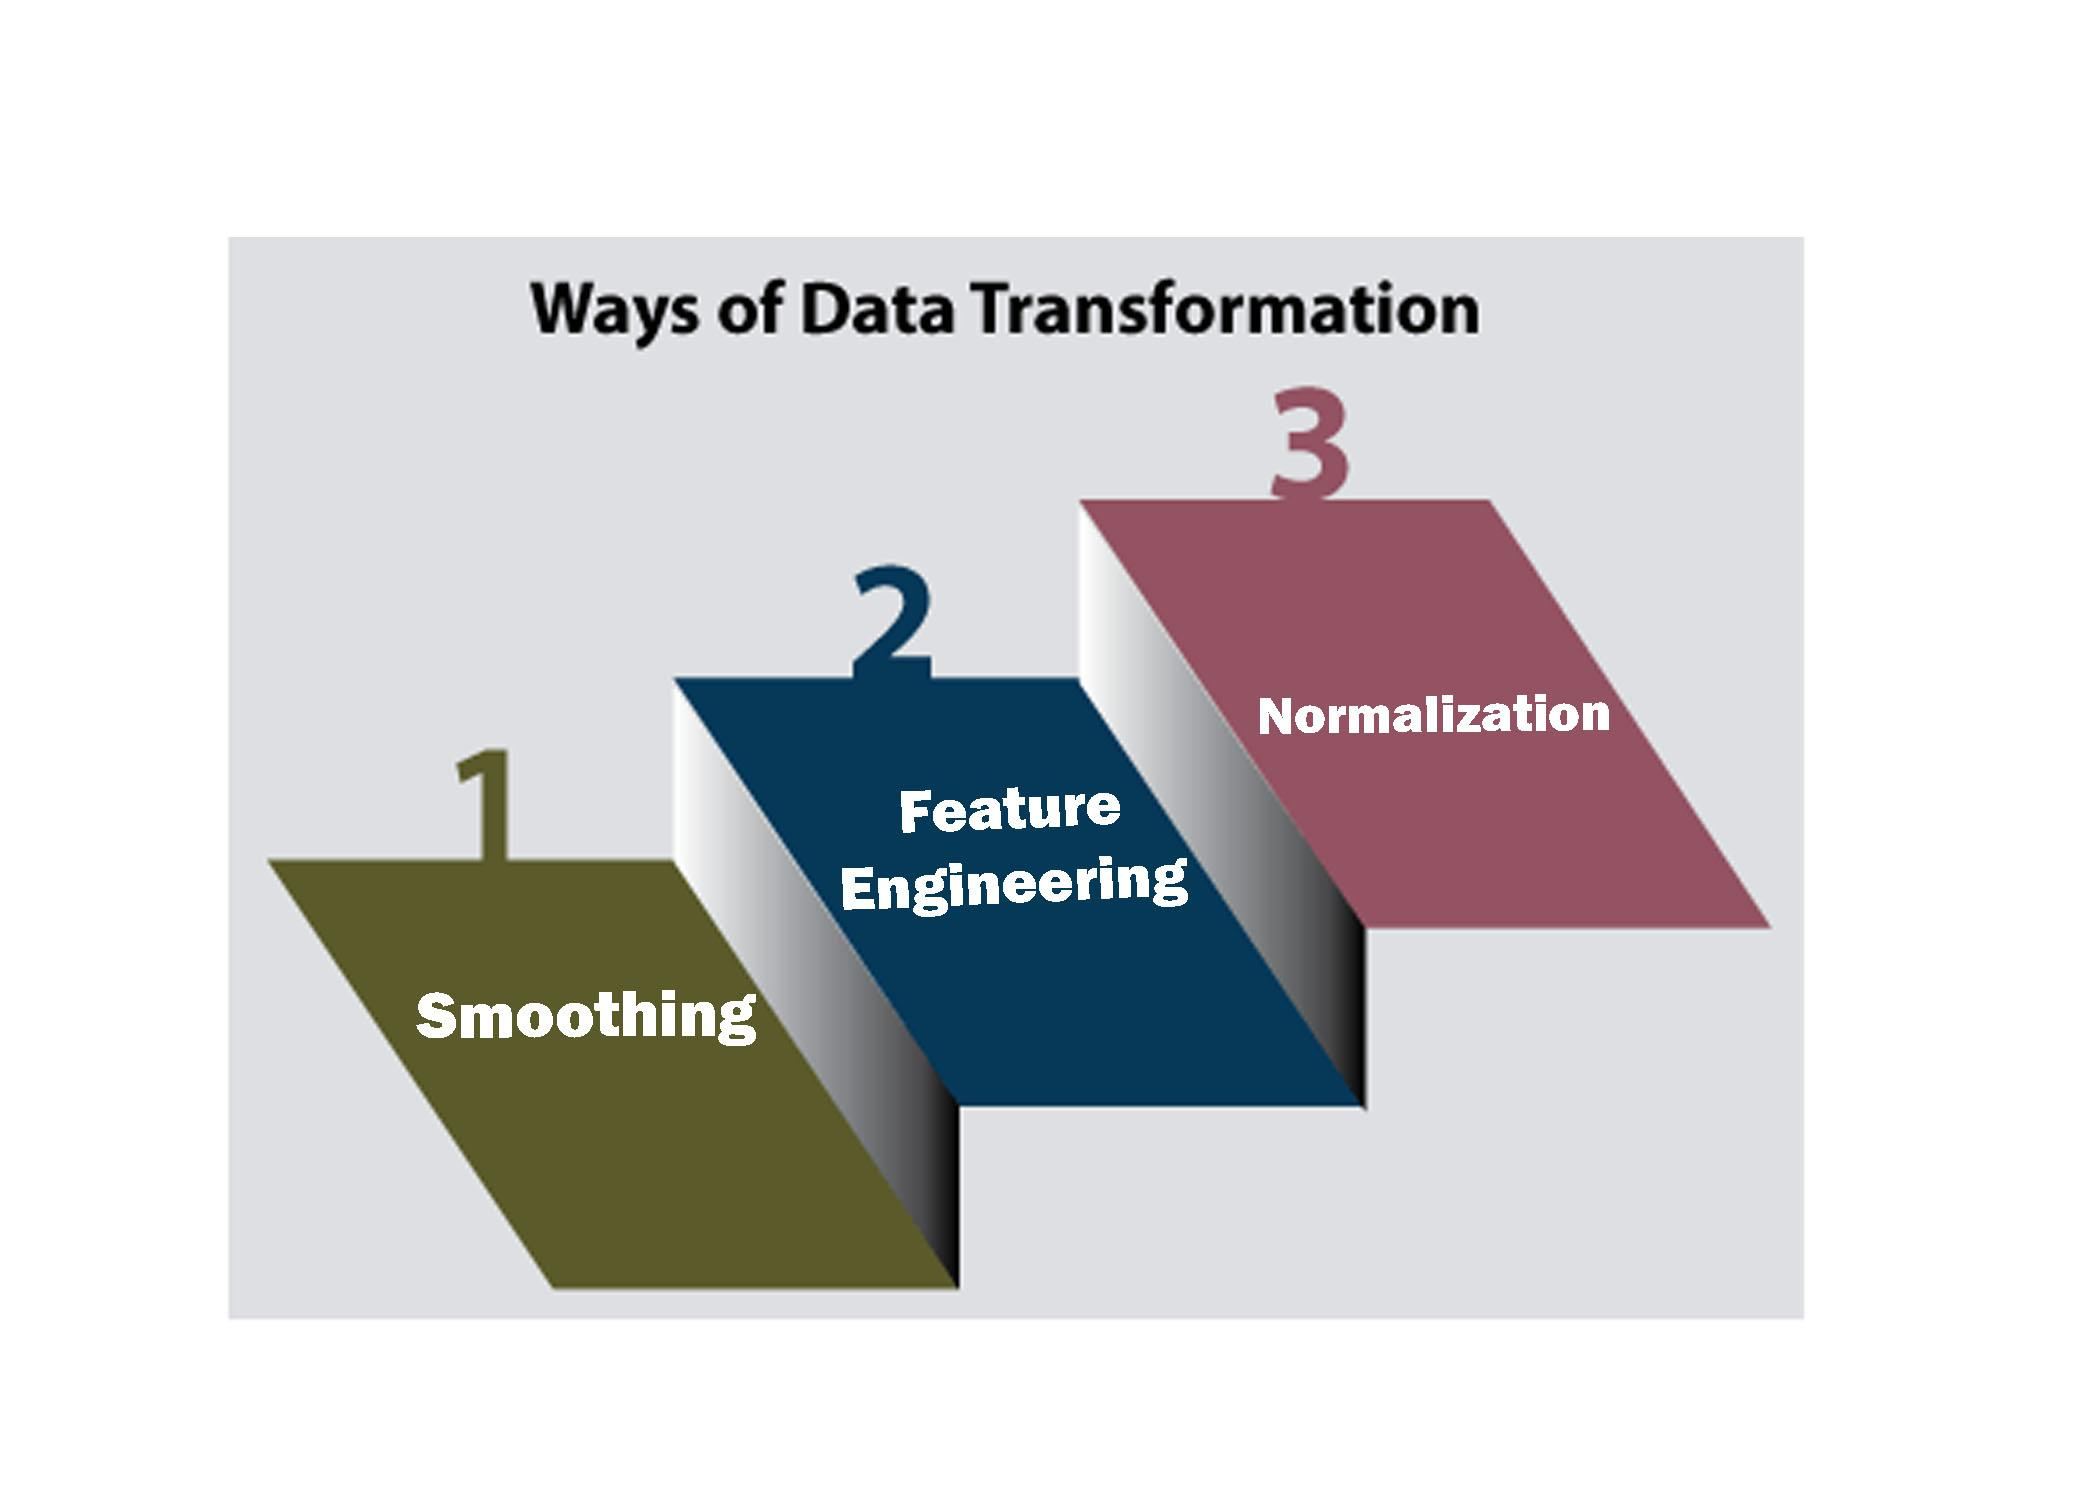 Ways of Data Transformation
3
2
1
Normalization
Feature
Engineering
Smoothing